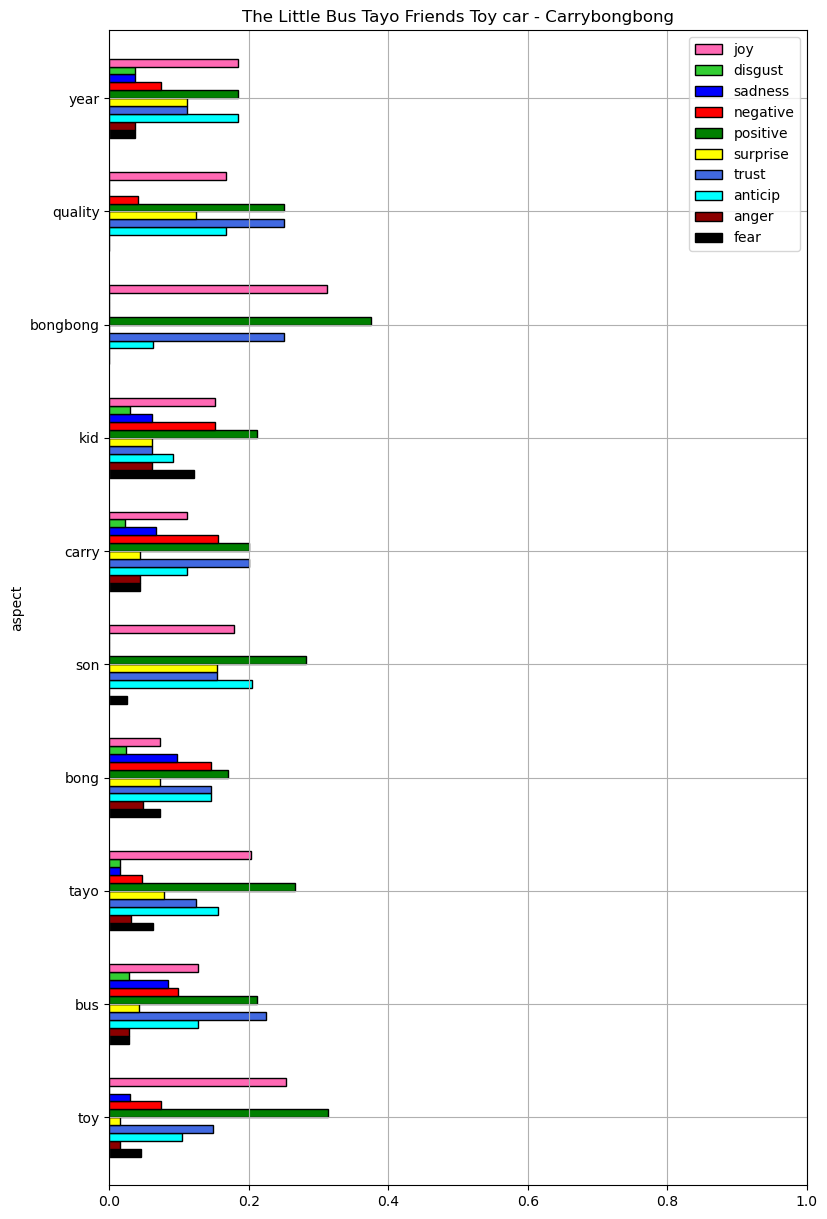 The Little Bus Tayo Friends Toy car - Carrybongbong
joy
disgust
sadness
negative
positive
surprise
trust
anticip
anger
fear
year
quality
bongbong
kid
carry
son
bong
tayo
bus
toy
aspect
0.0 0.2 0.4 0.6 0.8 1.0